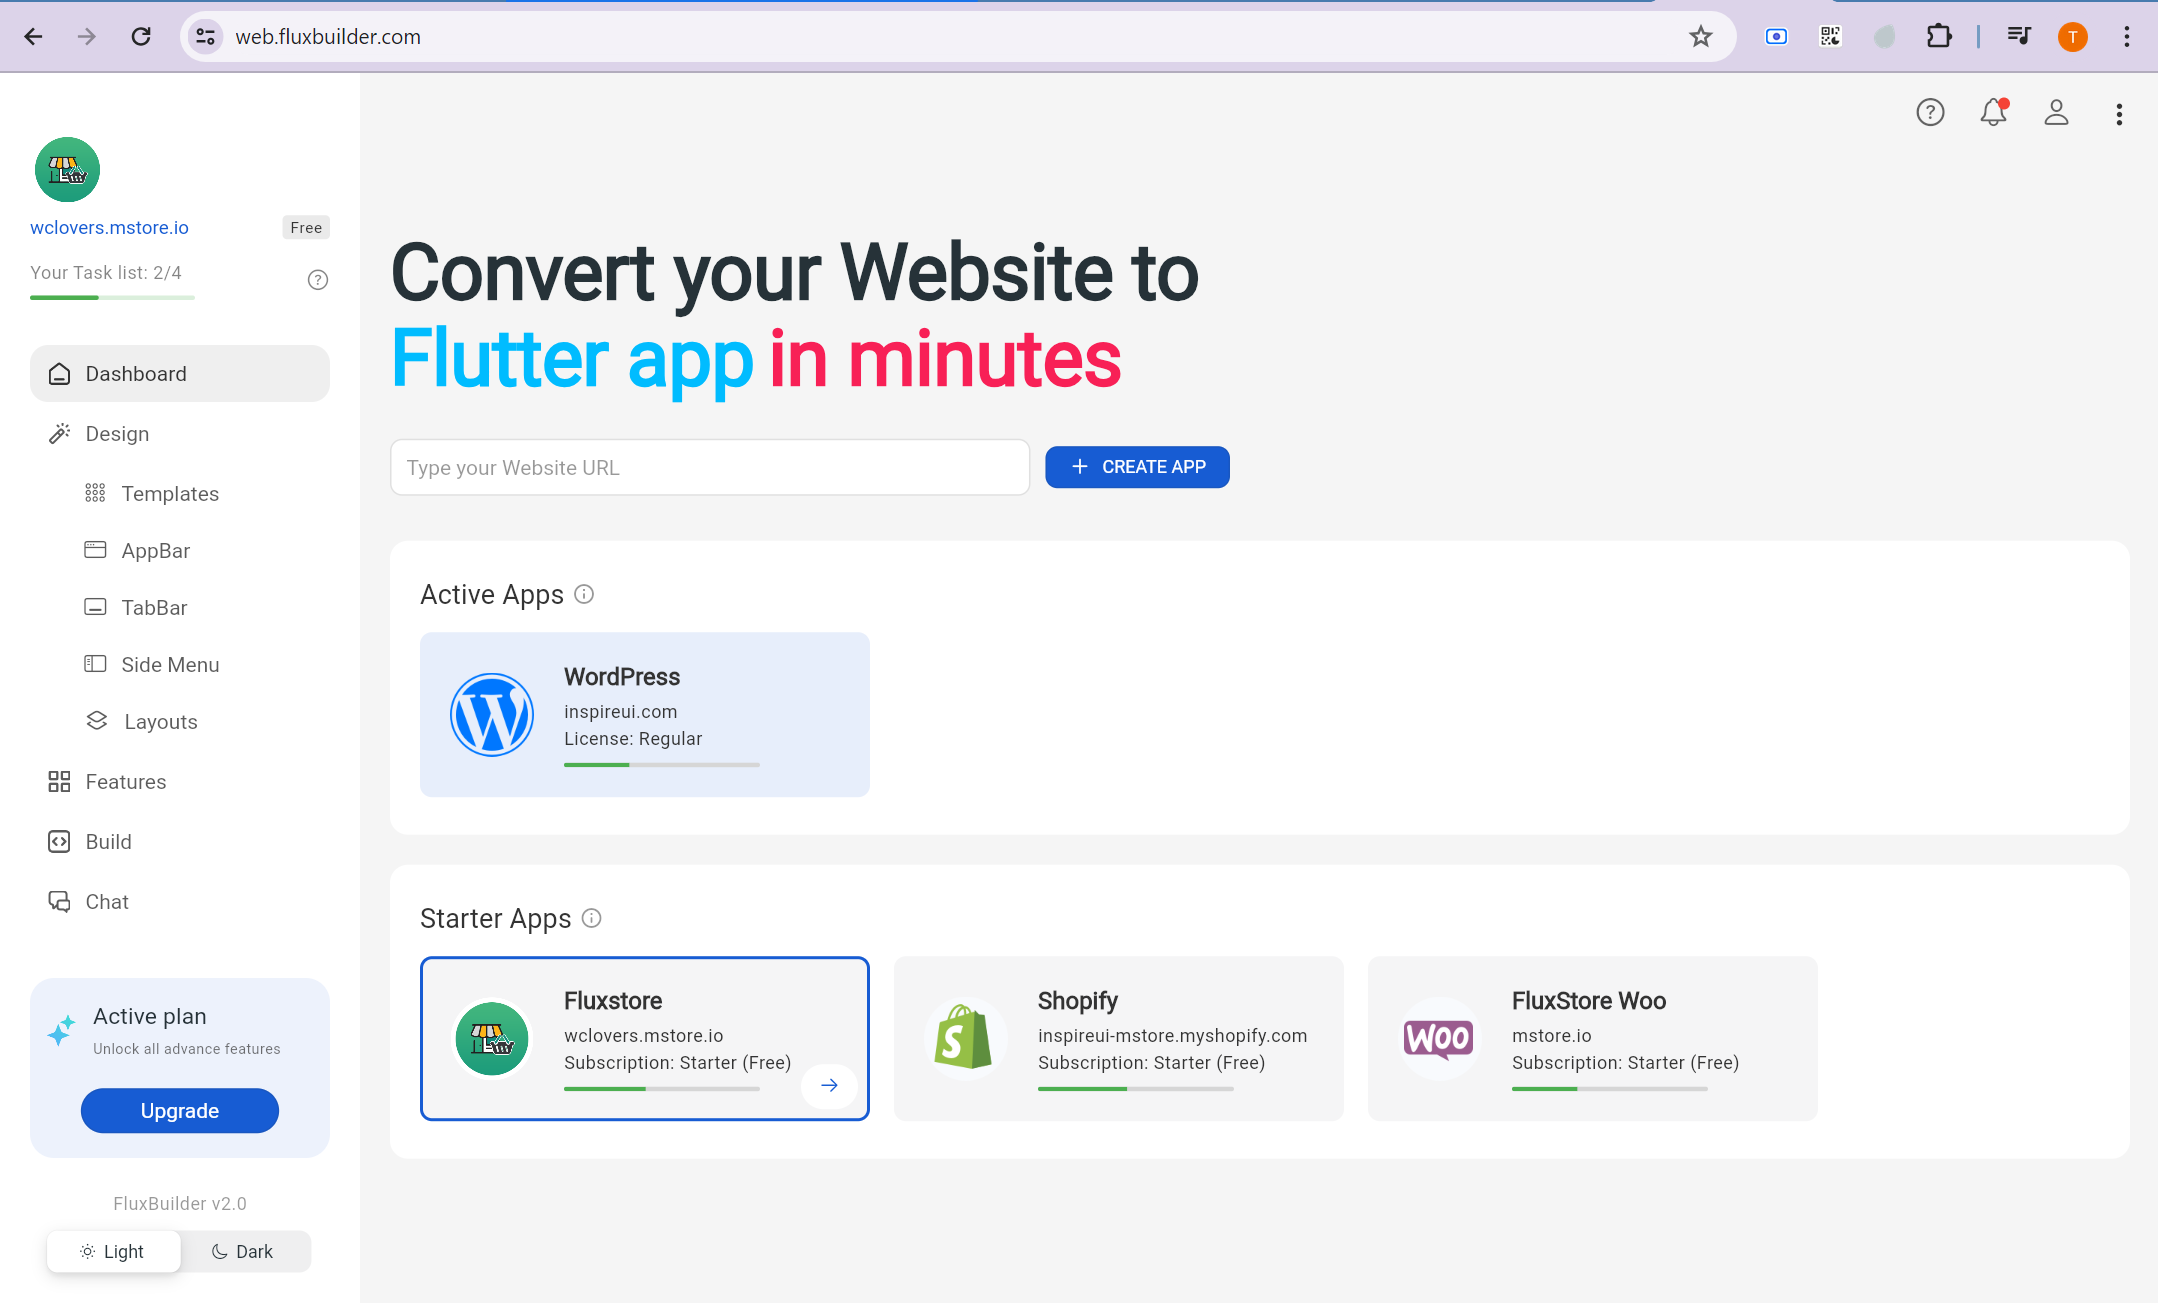 web.fluxbuilder.com
T
wclovers.mstore.io
Free
Your Task list: 2/4
Dashboard
Design
Templates
AppBar
TabBar
Side Menu
Layouts
Features
Build
Chat
Active plan
Unlock all advance features
Upgrade
FluxBuilder v2.0
Light
Dark
Convert your Website to
Flutter app in minutes
Type your Website URL
+ CREATE APP
Active Apps
WordPress
inspireui.com
License: Regular
Starter Apps
Fluxstore
wclovers.mstore.io
Subscription: Starter (Free)
Shopify
inspireui-mstore.myshopify.com
Subscription: Starter (Free)
WOO
FluxStore Woo
mstore.io
Subscription: Starter (Free)